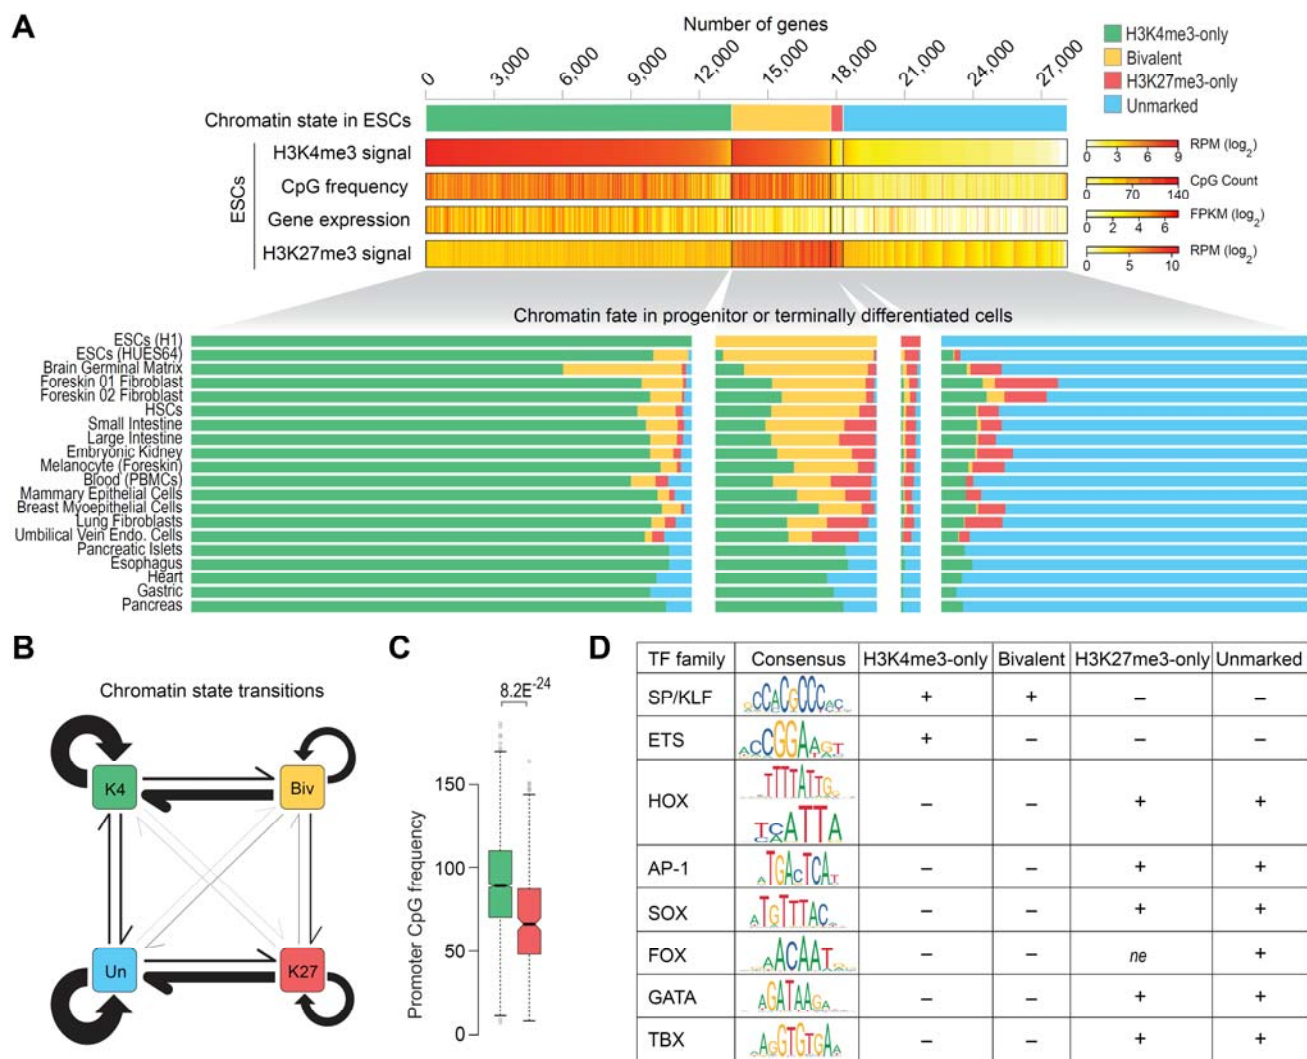 A
Number of genes
0 3,000 6,000 9,000 12,000 15,000 18,000 21,000 24,000 27,000
H3K4me3-only
Bivalent
H3K27me3-only
Unmarked
Chromatin state in ESCs
ESCs
H3K4me3 signal
0 3 6 9 RPM (log2)
CpG frequency
0 70 140 CpG Count
Gene expression
0 2 4 6 FPKM (log2)
H3K27me3 signal
0 5 10 RPM (log2)
Chromatin fate in progenitor or terminally differentiated cells
ESCs (H1)
ESCs (HUES64)
Brain Germinal Matrix
Foreskin 01 Fibroblast
Foreskin 02 Fibroblast
HSCs
Small Intestine
Large Intestine
Embryonic Kidney
Melanocyte (Foreskin)
Blood (PBMCs)
Mammary Epithelial Cells
Breast Myoepithelial Cells
Lung Fibroblasts
Umbilical Vein Endo. Cells
Pancreatic Islets
Esophagus
Heart
Gastric
Pancreas
B
Chromatin state transitions
K4
Biv
Un
K27
C
8.2E-24
Promoter CpG frequency
150
100
50
0
D
TF family Consensus H3K4me3-only Bivalent H3K27me3-only Unmarked
SP/KLF + + – –
ETS + – – –
HOX – – + +
AP-1 – – + +
SOX – – + +
FOX – – ne +
GATA – – + +
TBX – – + +